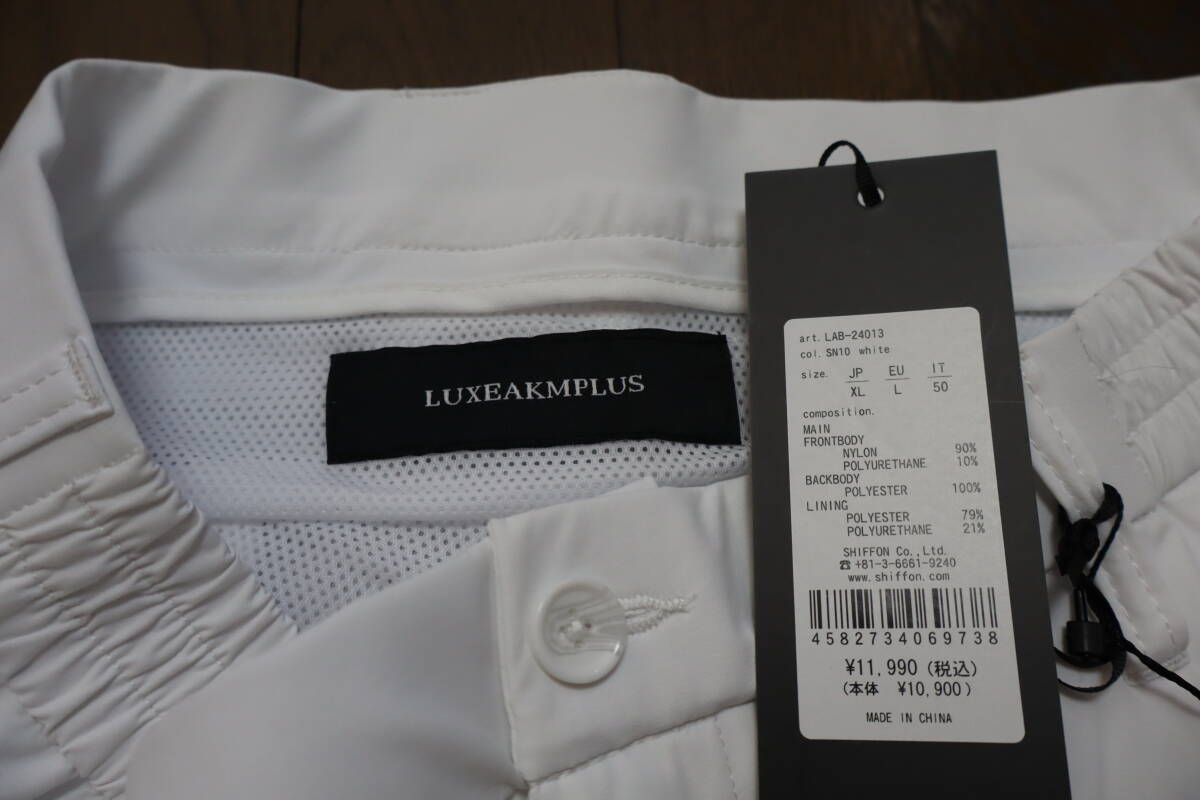 LUXEAKMPLUS
art. LAB-24013
col. SN10 white
size. JP EU IT
XL L 50
composition.
MAIN
FRONTBODY
NYLON 90%
POLYURETHANE 10%
BACKBODY
POLYESTER 100%
LINING
POLYESTER 79%
POLYURETHANE 21%
SHIFFON Co., Ltd.
☎+81-3-6661-9240
www.shiffon.com
4582734069738
¥11,990(税込)
(本体 ¥10,900)
MADE IN CHINA